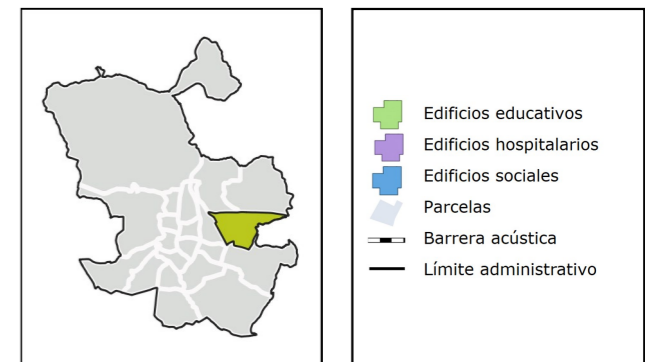 Edificios educativos
Edificios hospitalarios
Edificios sociales
Parcelas
Barrera acústica
Límite administrativo